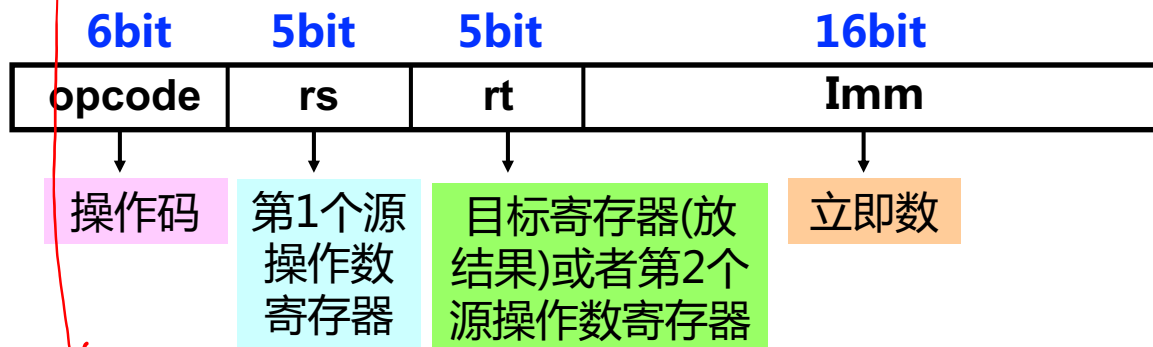 6bit 5bit 5bit 16bit
opcode rs rt Imm
操作码
第1个源
操作数
寄存器
目标寄存器(放
结果)或者第2个
源操作数寄存器
立即数